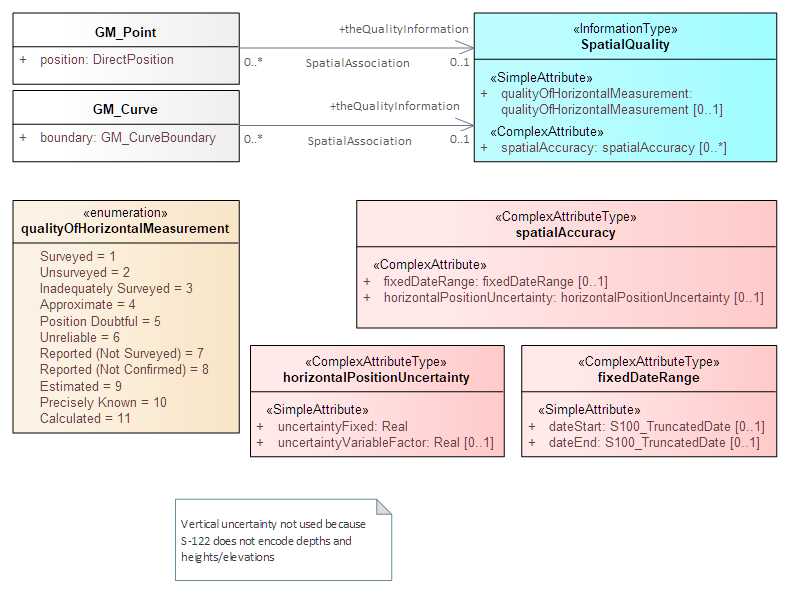 GM_Point
+ position: DirectPosition
+theQualityInformation
0..*
SpatialAssociation
0..1
GM_Curve
+ boundary: GM_CurveBoundary
+theQualityInformation
0..*
SpatialAssociation
0..1
«InformationType»
SpatialQuality
«SimpleAttribute»
+ qualityOfHorizontalMeasurement:
qualityOfHorizontalMeasurement [0..1]
«ComplexAttribute»
+ spatialAccuracy: spatialAccuracy [0..*]
«enumeration»
qualityOfHorizontalMeasurement
Surveyed = 1
Unsurveyed = 2
Inadequately Surveyed = 3
Approximate = 4
Position Doubtful = 5
Unreliable = 6
Reported (Not Surveyed) = 7
Reported (Not Confirmed) = 8
Estimated = 9
Precisely Known = 10
Calculated = 11
«ComplexAttributeType»
spatialAccuracy
«ComplexAttribute»
+ fixedDateRange: fixedDateRange [0..1]
+ horizontalPositionUncertainty: horizontalPositionUncertainty [0..1]
«ComplexAttributeType»
horizontalPositionUncertainty
«SimpleAttribute»
+ uncertaintyFixed: Real
+ uncertaintyVariableFactor: Real [0..1]
«ComplexAttributeType»
fixedDateRange
«SimpleAttribute»
+ dateStart: S100_TruncatedDate [0..1]
+ dateEnd: S100_TruncatedDate [0..1]
Vertical uncertainty not used because
S-122 does not encode depths and
heights/elevations